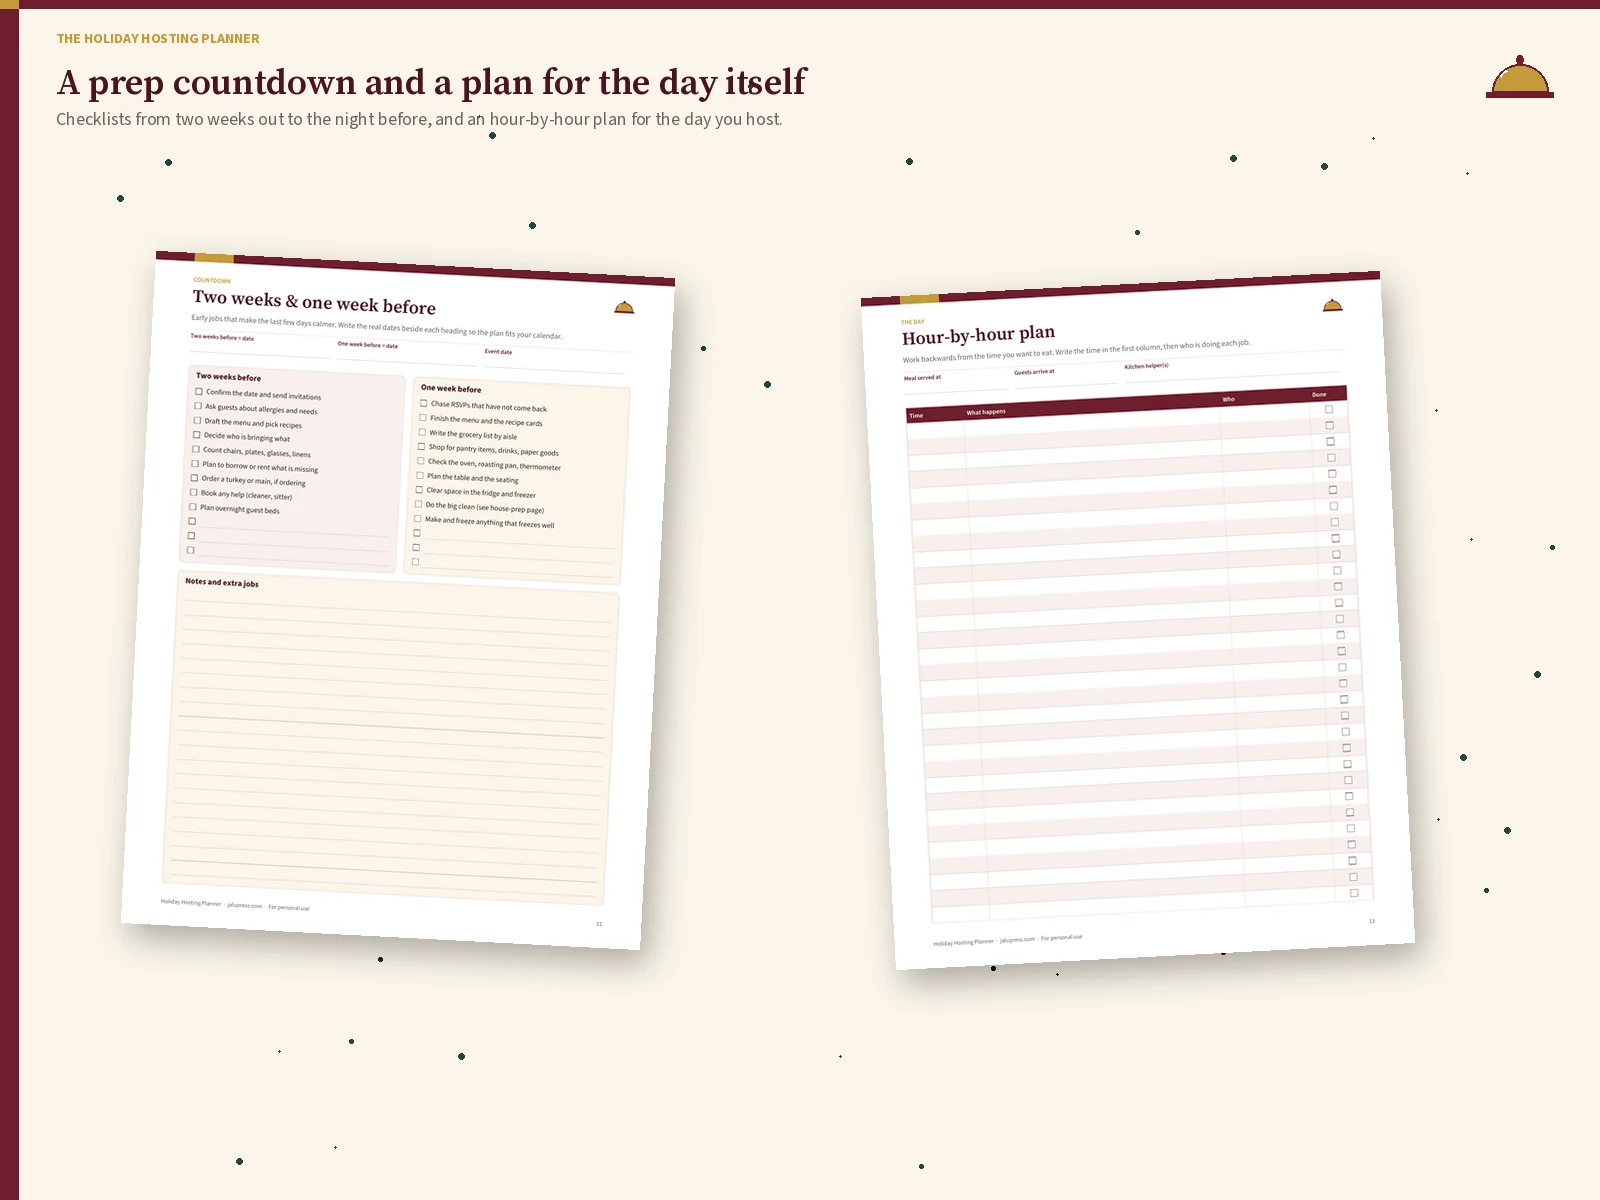 THE HOLIDAY HOSTING PLANNER
A prep countdown and a plan for the day itself
Checklists from two weeks out to the night before, and an hour-by-hour plan for the day you host.
COUNTDOWN
Two weeks & one week before
Early jobs that make the last few days calmer. Write the real dates beside each heading so the plan fits your calendar.
Two weeks before = date
One week before = date
Event date
Two weeks before
Confirm the date and send invitations
Ask guests about allergies and needs
Draft the menu and pick recipes
Decide who is bringing what
Count chairs, plates, glasses, linens
Plan to borrow or rent what is missing
Order a turkey or main, if ordering
Book any help (cleaner, sitter)
Plan overnight guest beds
One week before
Chase RSVPs that have not come back
Finish the menu and the recipe cards
Write the grocery list by aisle
Shop for pantry items, drinks, paper goods
Check the oven, roasting pan, thermometer
Plan the table and the seating
Clear space in the fridge and freezer
Do the big clean (see house-prep page)
Make and freeze anything that freezes well
Notes and extra jobs
Holiday Hosting Planner · jalupress.com · For personal use
11
THE DAY
Hour-by-hour plan
Work backwards from the time you want to eat. Write the time in the first column, then who is doing each job.
Meal served at
Guests arrive at
Kitchen helper(s)
Time
What happens
Who
Done
Holiday Hosting Planner · jalupress.com · For personal use
13